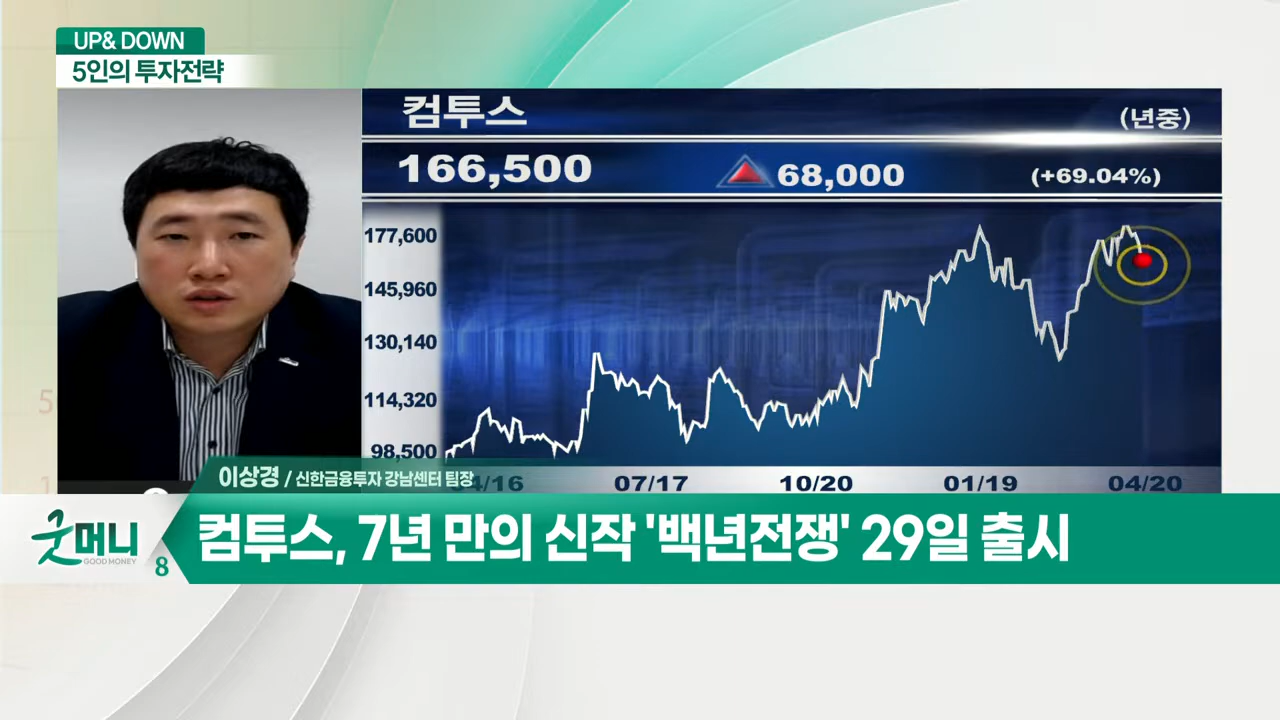 UP& DOWN
5인의 투자전략
컴투스
(년중)
166,500
68,000
(+69.04%)
177,600
145,960
130,140
114,320
98,500
07/17
10/20
01/19
04/20
이상경 / 신한금융투자 강남센터 팀장
굿머니
GOOD MONEY
8
컴투스, 7년 만의 신작 '백년전쟁' 29일 출시